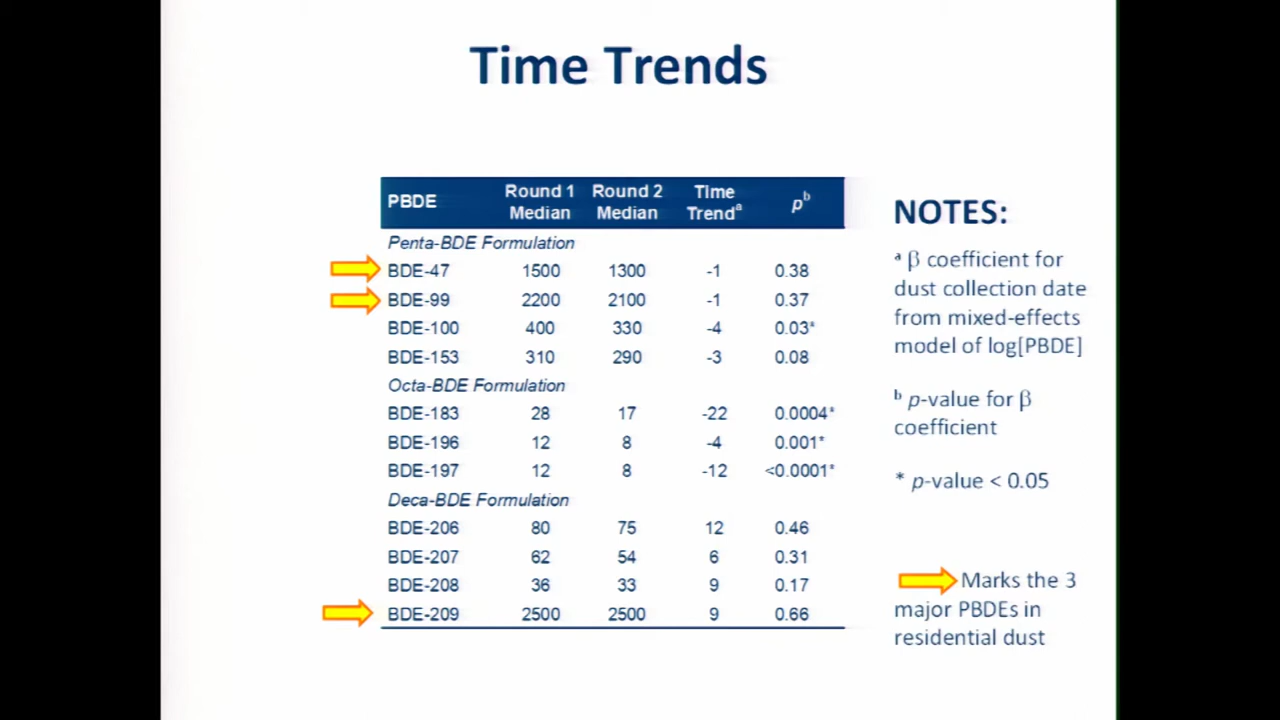 Time Trends
PBDE Round 1 Median Round 2 Median Time Trendᵃ pᵇ
Penta-BDE Formulation
BDE-47 1500 1300 -1 0.38
BDE-99 2200 2100 -1 0.37
BDE-100 400 330 -4 0.03*
BDE-153 310 290 -3 0.08
Octa-BDE Formulation
BDE-183 28 17 -22 0.0004*
BDE-196 12 8 -4 0.001*
BDE-197 12 8 -12 <0.0001*
Deca-BDE Formulation
BDE-206 80 75 12 0.46
BDE-207 62 54 6 0.31
BDE-208 36 33 9 0.17
BDE-209 2500 2500 9 0.66
NOTES:
ᵃ β coefficient for
dust collection date
from mixed-effects
model of log[PBDE]
ᵇ p-value for β
coefficient
* p-value < 0.05
Marks the 3
major PBDEs in
residential dust